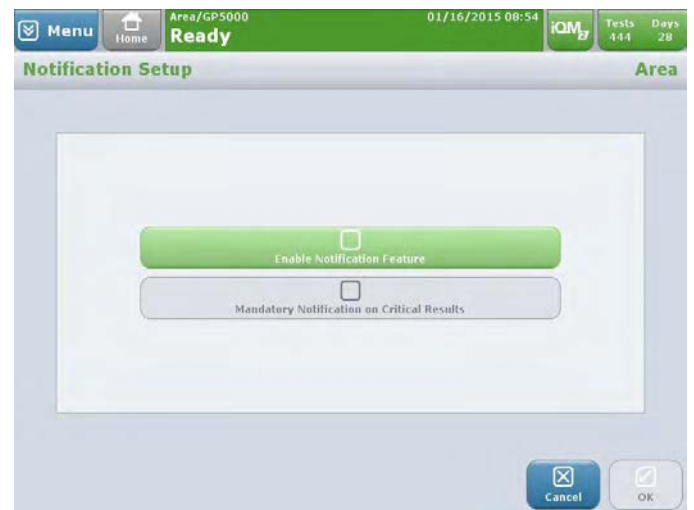 Menu
Home
Area/GP5000
Ready
01/16/2015 08:54
iQM2
Tests Days
444 28
Notification Setup
Area
Enable Notification Feature
Mandatory Notification on Critical Results
Cancel
OK